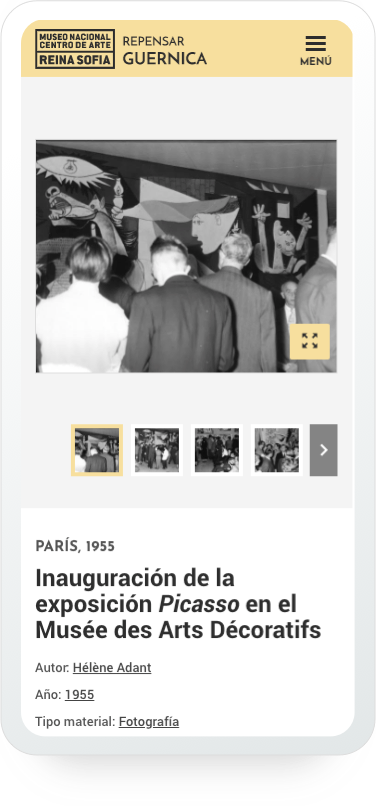 MUSEO NACIONAL
CENTRO DE ARTE
REINA SOFIA
REPENSAR
GUERNICA
MENÚ
PARÍS, 1955
Inauguración de la
exposición Picasso en el
Musée des Arts Décoratifs
Autor: Hélène Adant
Año: 1955
Tipo material: Fotografía